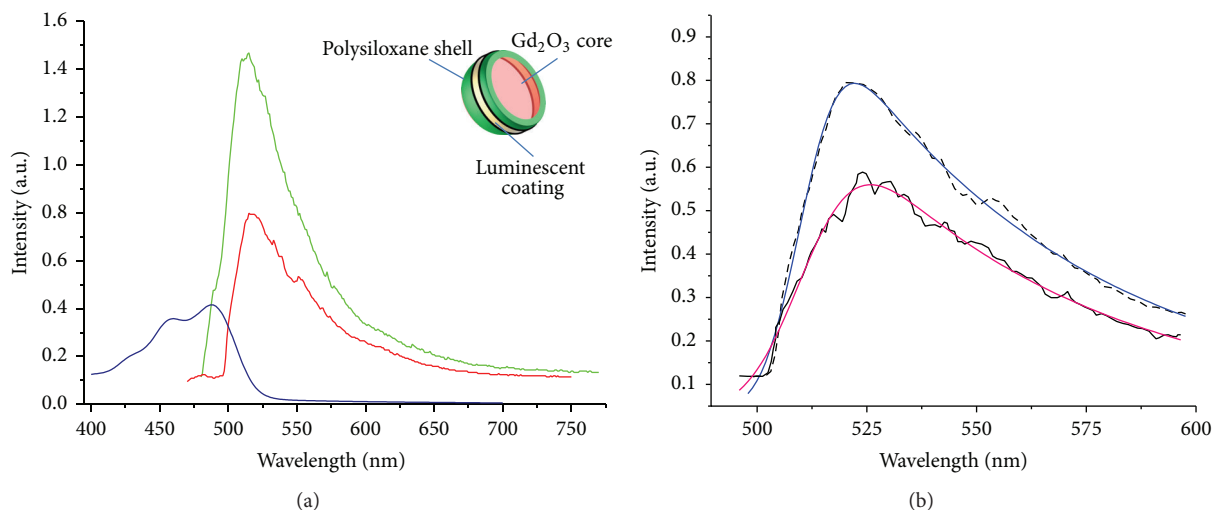 1.6
1.4
1.2
1.0
0.8
0.6
0.4
0.2
0.0
Intensity (a.u.)
400 450 500 550 600 650 700 750
Wavelength (nm)
Polysiloxane shell
Gd₂O₃ core
Luminescent
coating
(a)
0.9
0.8
0.7
0.6
0.5
0.4
0.3
0.2
0.1
Intensity (a.u.)
500 525 550 575 600
Wavelength (nm)
(b)